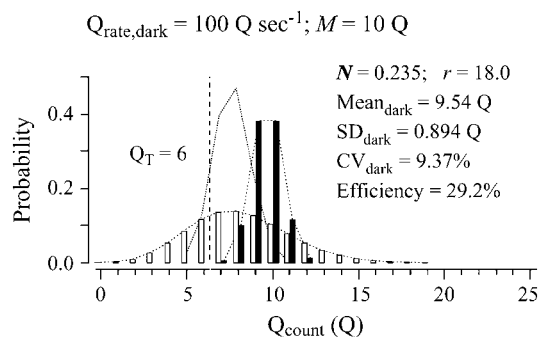 Q_rate,dark = 100 Q sec⁻¹; M = 10 Q
N = 0.235; r = 18.0
Mean_dark = 9.54 Q
SD_dark = 0.894 Q
CV_dark = 9.37%
Efficiency = 29.2%
Q_T = 6
Probability
0.4
0.2
0.0
0 5 10 15 20 25
Q_count (Q)